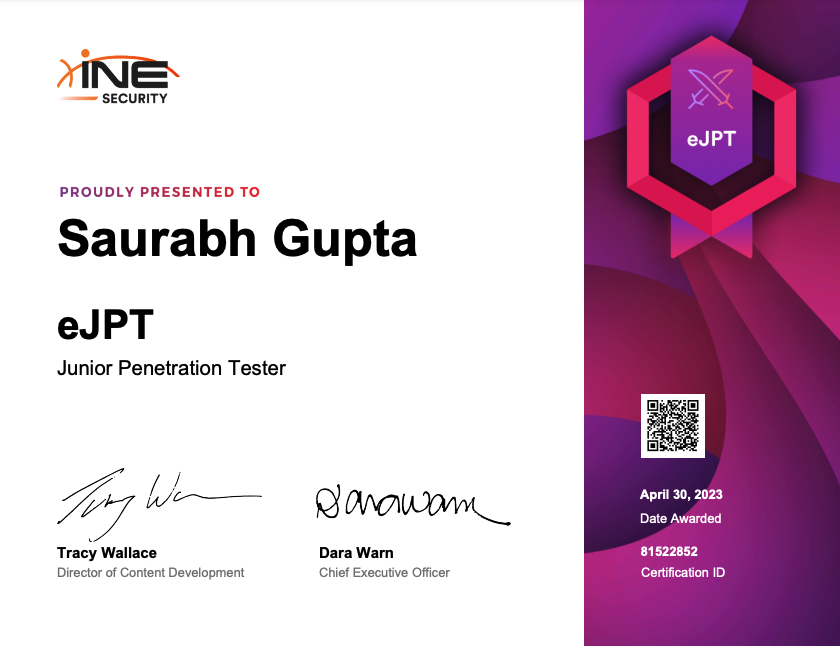 INE
SECURITY
eJPT
PROUDLY PRESENTED TO
Saurabh Gupta
eJPT
Junior Penetration Tester
Tracy Wallace
Director of Content Development
Dara Warn
Chief Executive Officer
April 30, 2023
Date Awarded
81522852
Certification ID